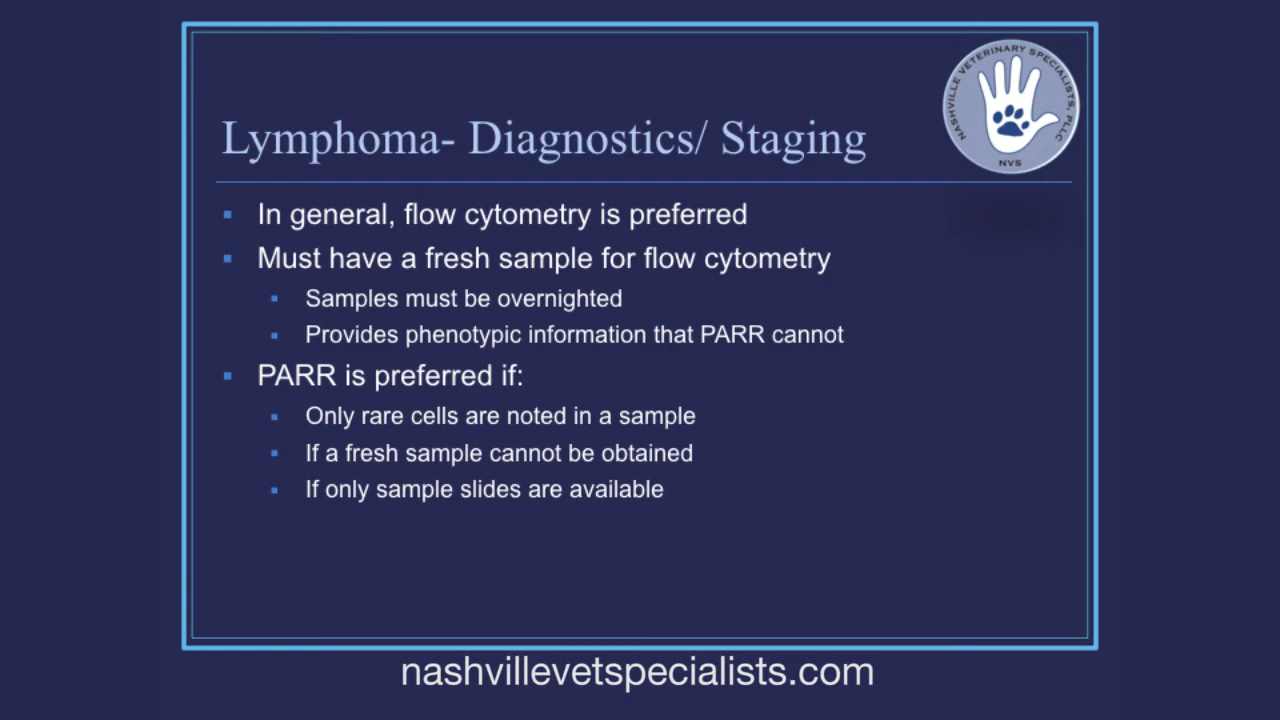 NASHVILLE VETERINARY SPECIALISTS, PLLC
NVS
Lymphoma- Diagnostics/ Staging
▪ In general, flow cytometry is preferred
▪ Must have a fresh sample for flow cytometry
▪ Samples must be overnighted
▪ Provides phenotypic information that PARR cannot
▪ PARR is preferred if:
▪ Only rare cells are noted in a sample
▪ If a fresh sample cannot be obtained
▪ If only sample slides are available
nashvillevetspecialists.com